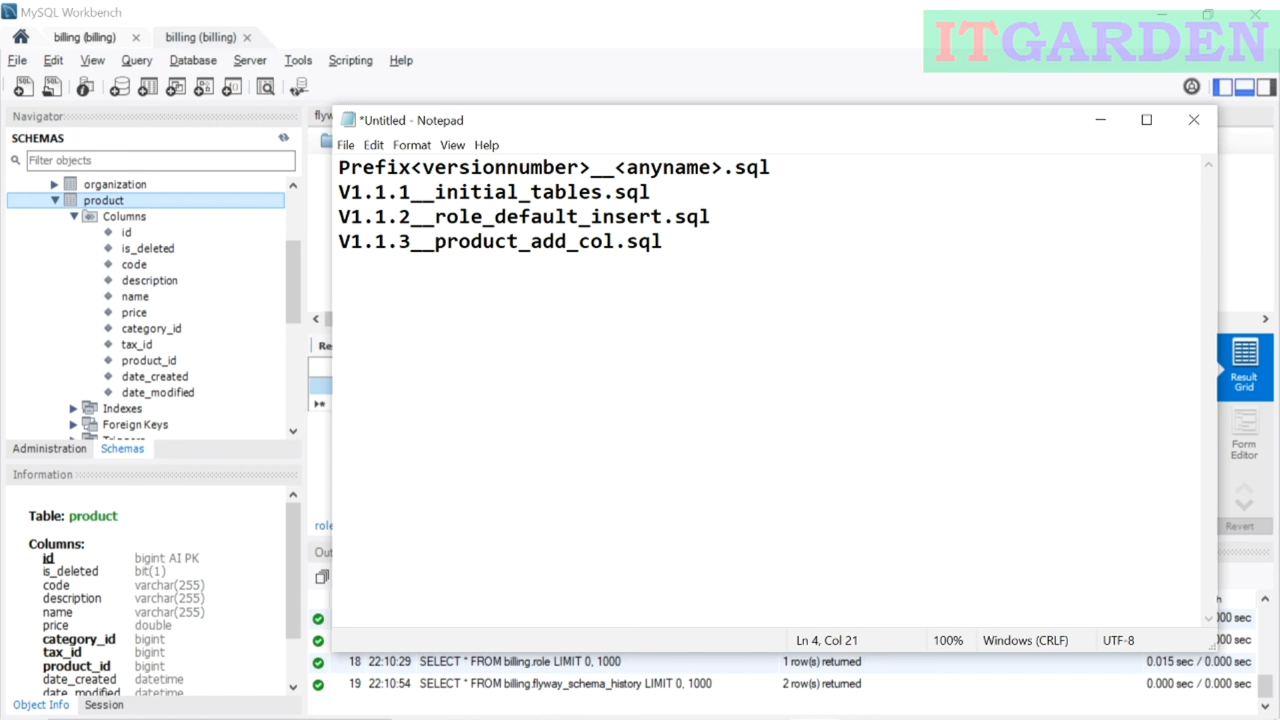 MySQL Workbench
ITGARDEN
billing (billing) ×
billing (billing) ×
File Edit View Query Database Server Tools Scripting Help
Navigator
SCHEMAS
Filter objects
organization
product
Columns
id
is_deleted
code
description
name
price
category_id
tax_id
product_id
date_created
date_modified
Indexes
Foreign Keys
Triggers
Administration Schemas
Information
Table: product
Columns:
id bigint AI PK
is_deleted bit(1)
code varchar(255)
description varchar(255)
name varchar(255)
price double
category_id bigint
tax_id bigint
product_id bigint
date_created datetime
date_modified datetime
Object Info Session
*Untitled - Notepad
File Edit Format View Help
Prefix<versionnumber>__<anyname>.sql
V1.1.1__initial_tables.sql
V1.1.2__role_default_insert.sql
V1.1.3__product_add_col.sql
Ln 4, Col 21 100% Windows (CRLF) UTF-8
Result Grid
Form Editor
Revert
18 22:10:29 SELECT * FROM billing.role LIMIT 0, 1000 1 row(s) returned 0.015 sec / 0.000 sec
19 22:10:54 SELECT * FROM billing.flyway_schema_history LIMIT 0, 1000 2 row(s) returned 0.000 sec / 0.000 sec